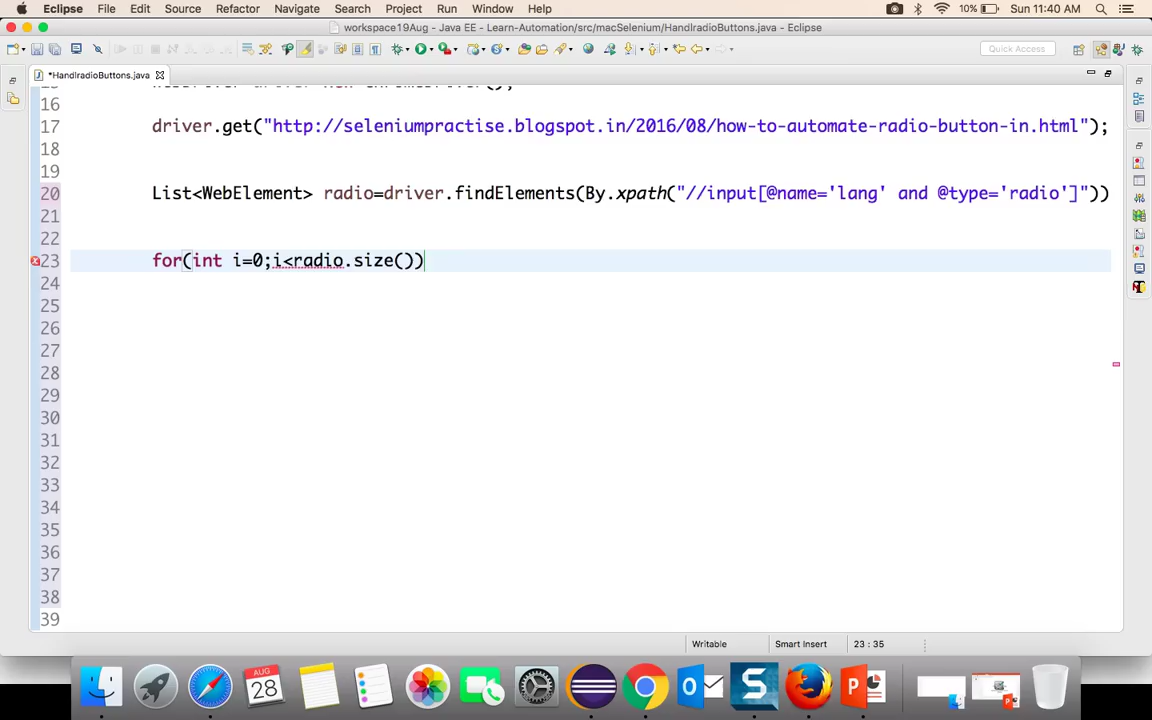 Eclipse File Edit Source Refactor Navigate Search Project Run Window Help 10% Sun 11:40 AM
workspace19Aug - Java EE - Learn-Automation/src/macSelenium/HandlradioButtons.java - Eclipse
Quick Access
*HandlradioButtons.java
16
17 driver.get("http://seleniumpractise.blogspot.in/2016/08/how-to-automate-radio-button-in.html");
18
19
20 List<WebElement> radio=driver.findElements(By.xpath("//input[@name='lang' and @type='radio']"))
21
22
23 for(int i=0;i<radio.size())
24
25
26
27
28
29
30
31
32
33
34
35
36
37
38
39
Writable Smart Insert 23 : 35
AUG
28